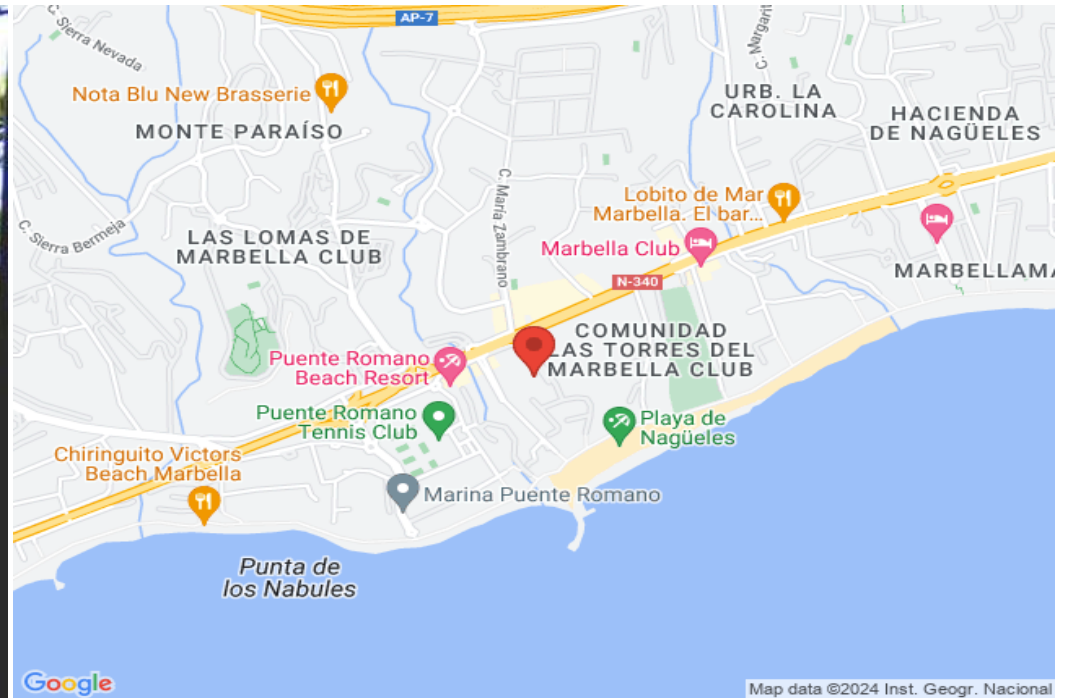 AP-7
C. Sierra Nevada
C. Margarit
Nota Blu New Brasserie
URB. LA
CAROLINA
HACIENDA
DE NAGÜELES
MONTE PARAÍSO
C. María Zambrano
Lobito de Mar
Marbella. El bar...
C. Sierra Bermeja
LAS LOMAS DE
MARBELLA CLUB
Marbella Club
MARBELLAMA
N-340
COMUNIDAD
LAS TORRES DEL
MARBELLA CLUB
Puente Romano
Beach Resort
Puente Romano
Tennis Club
Playa de
Nagüeles
Chiringuito Victors
Beach Marbella
Marina Puente Romano
Punta de
los Nabules
Google
Map data ©2024 Inst. Geogr. Nacional